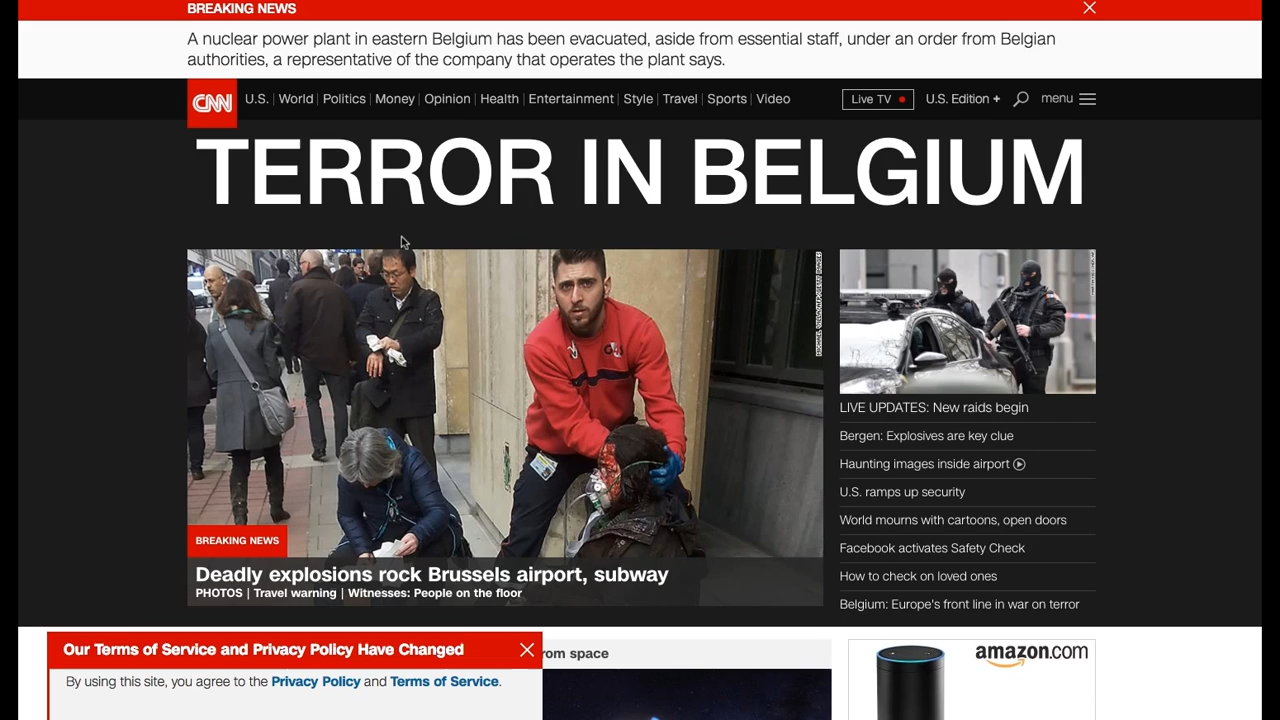 BREAKING NEWS
A nuclear power plant in eastern Belgium has been evacuated, aside from essential staff, under an order from Belgian
authorities, a representative of the company that operates the plant says.
CNN
U.S. | World | Politics | Money | Opinion | Health | Entertainment | Style | Travel | Sports | Video
Live TV
U.S. Edition +
menu
TERROR IN BELGIUM
BREAKING NEWS
Deadly explosions rock Brussels airport, subway
PHOTOS | Travel warning | Witnesses: People on the floor
LIVE UPDATES: New raids begin
Bergen: Explosives are key clue
Haunting images inside airport
U.S. ramps up security
World mourns with cartoons, open doors
Facebook activates Safety Check
How to check on loved ones
Belgium: Europe's front line in war on terror
Our Terms of Service and Privacy Policy Have Changed
By using this site, you agree to the Privacy Policy and Terms of Service.
rom space
amazon.com